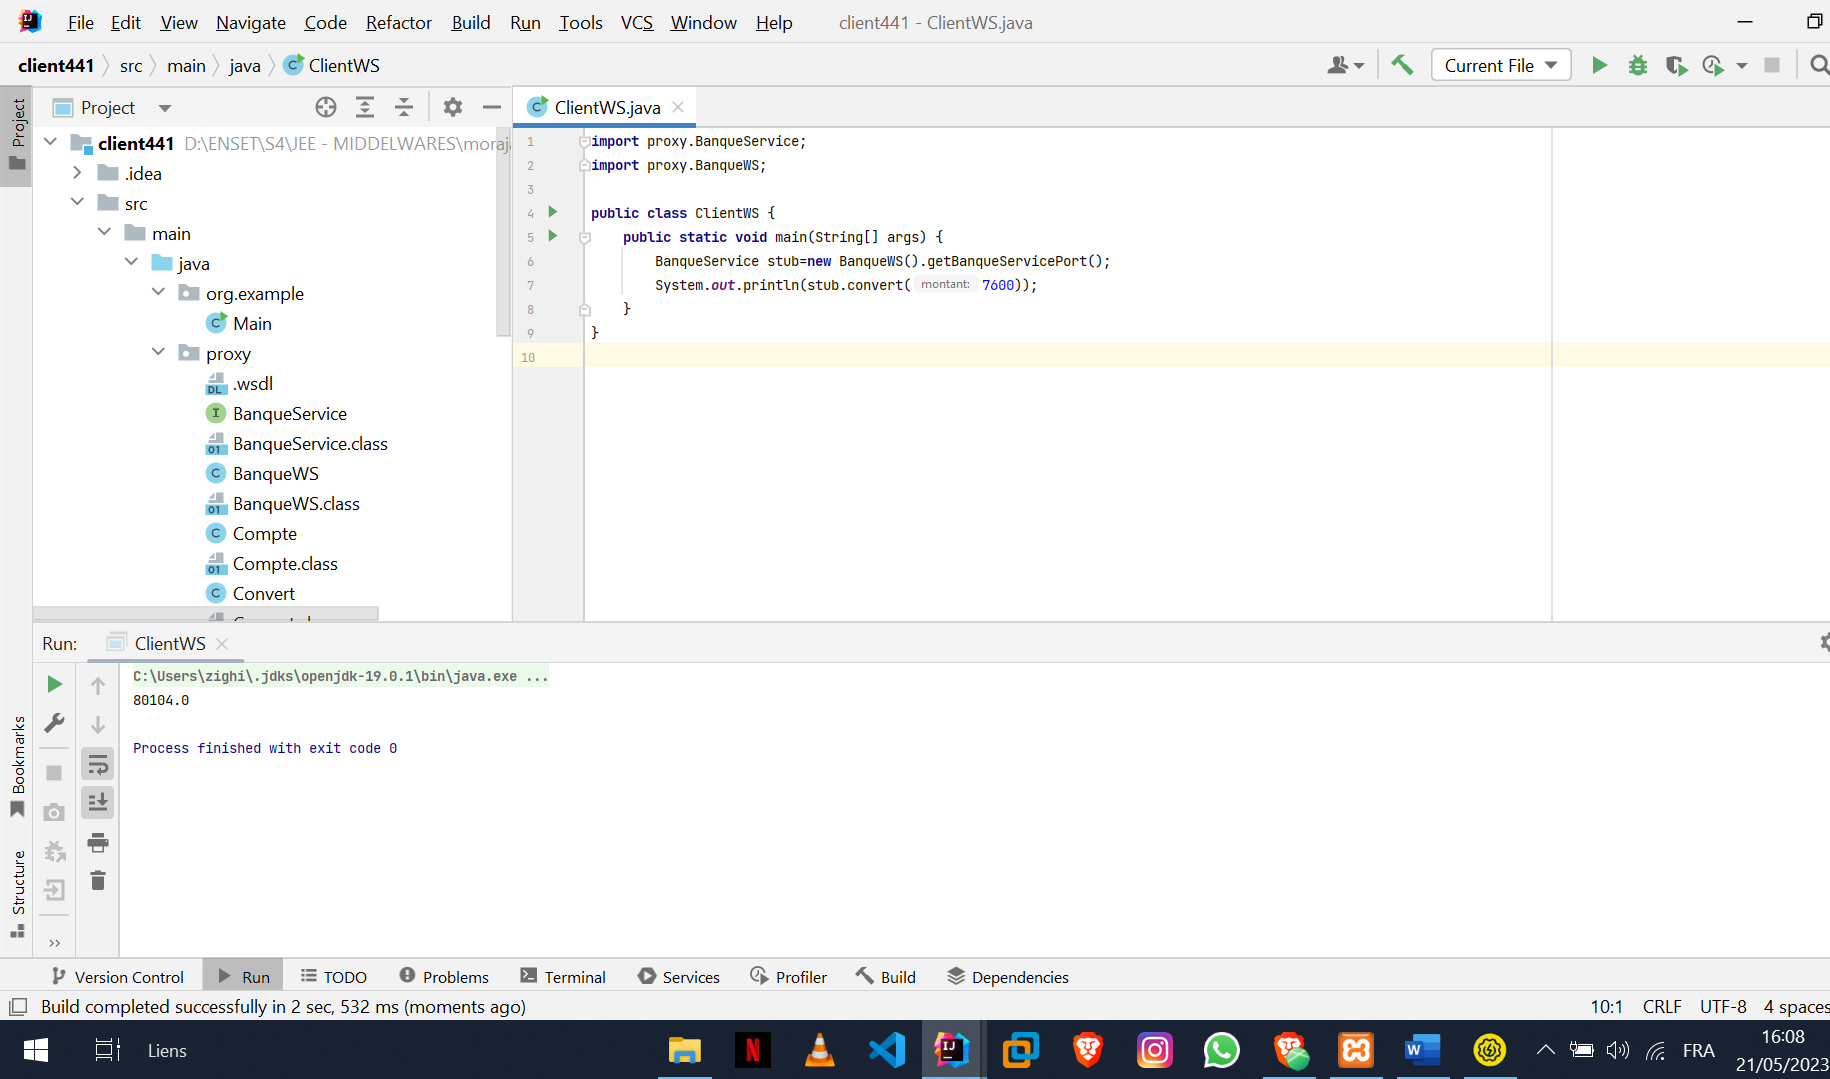 File Edit View Navigate Code Refactor Build Run Tools VCS Window Help client441 - ClientWS.java
client441 src main java ClientWS
Current File
Project
Project
ClientWS.java
client441 D:\ENSET\S4\JEE - MIDDELWARES\moraj
.idea
src
main
java
org.example
Main
proxy
.wsdl
BanqueService
BanqueService.class
BanqueWS
BanqueWS.class
Compte
Compte.class
Convert
1 import proxy.BanqueService;
2 import proxy.BanqueWS;
3
4 public class ClientWS {
5 public static void main(String[] args) {
6 BanqueService stub=new BanqueWS().getBanqueServicePort();
7 System.out.println(stub.convert( montant: 7600));
8 }
9 }
10
Run: ClientWS
C:\Users\zighi\.jdks\openjdk-19.0.1\bin\java.exe ...
80104.0
Process finished with exit code 0
Bookmarks
Structure
Version Control Run TODO Problems Terminal Services Profiler Build Dependencies
Build completed successfully in 2 sec, 532 ms (moments ago) 10:1 CRLF UTF-8 4 spaces
Liens FRA 16:08
21/05/2023